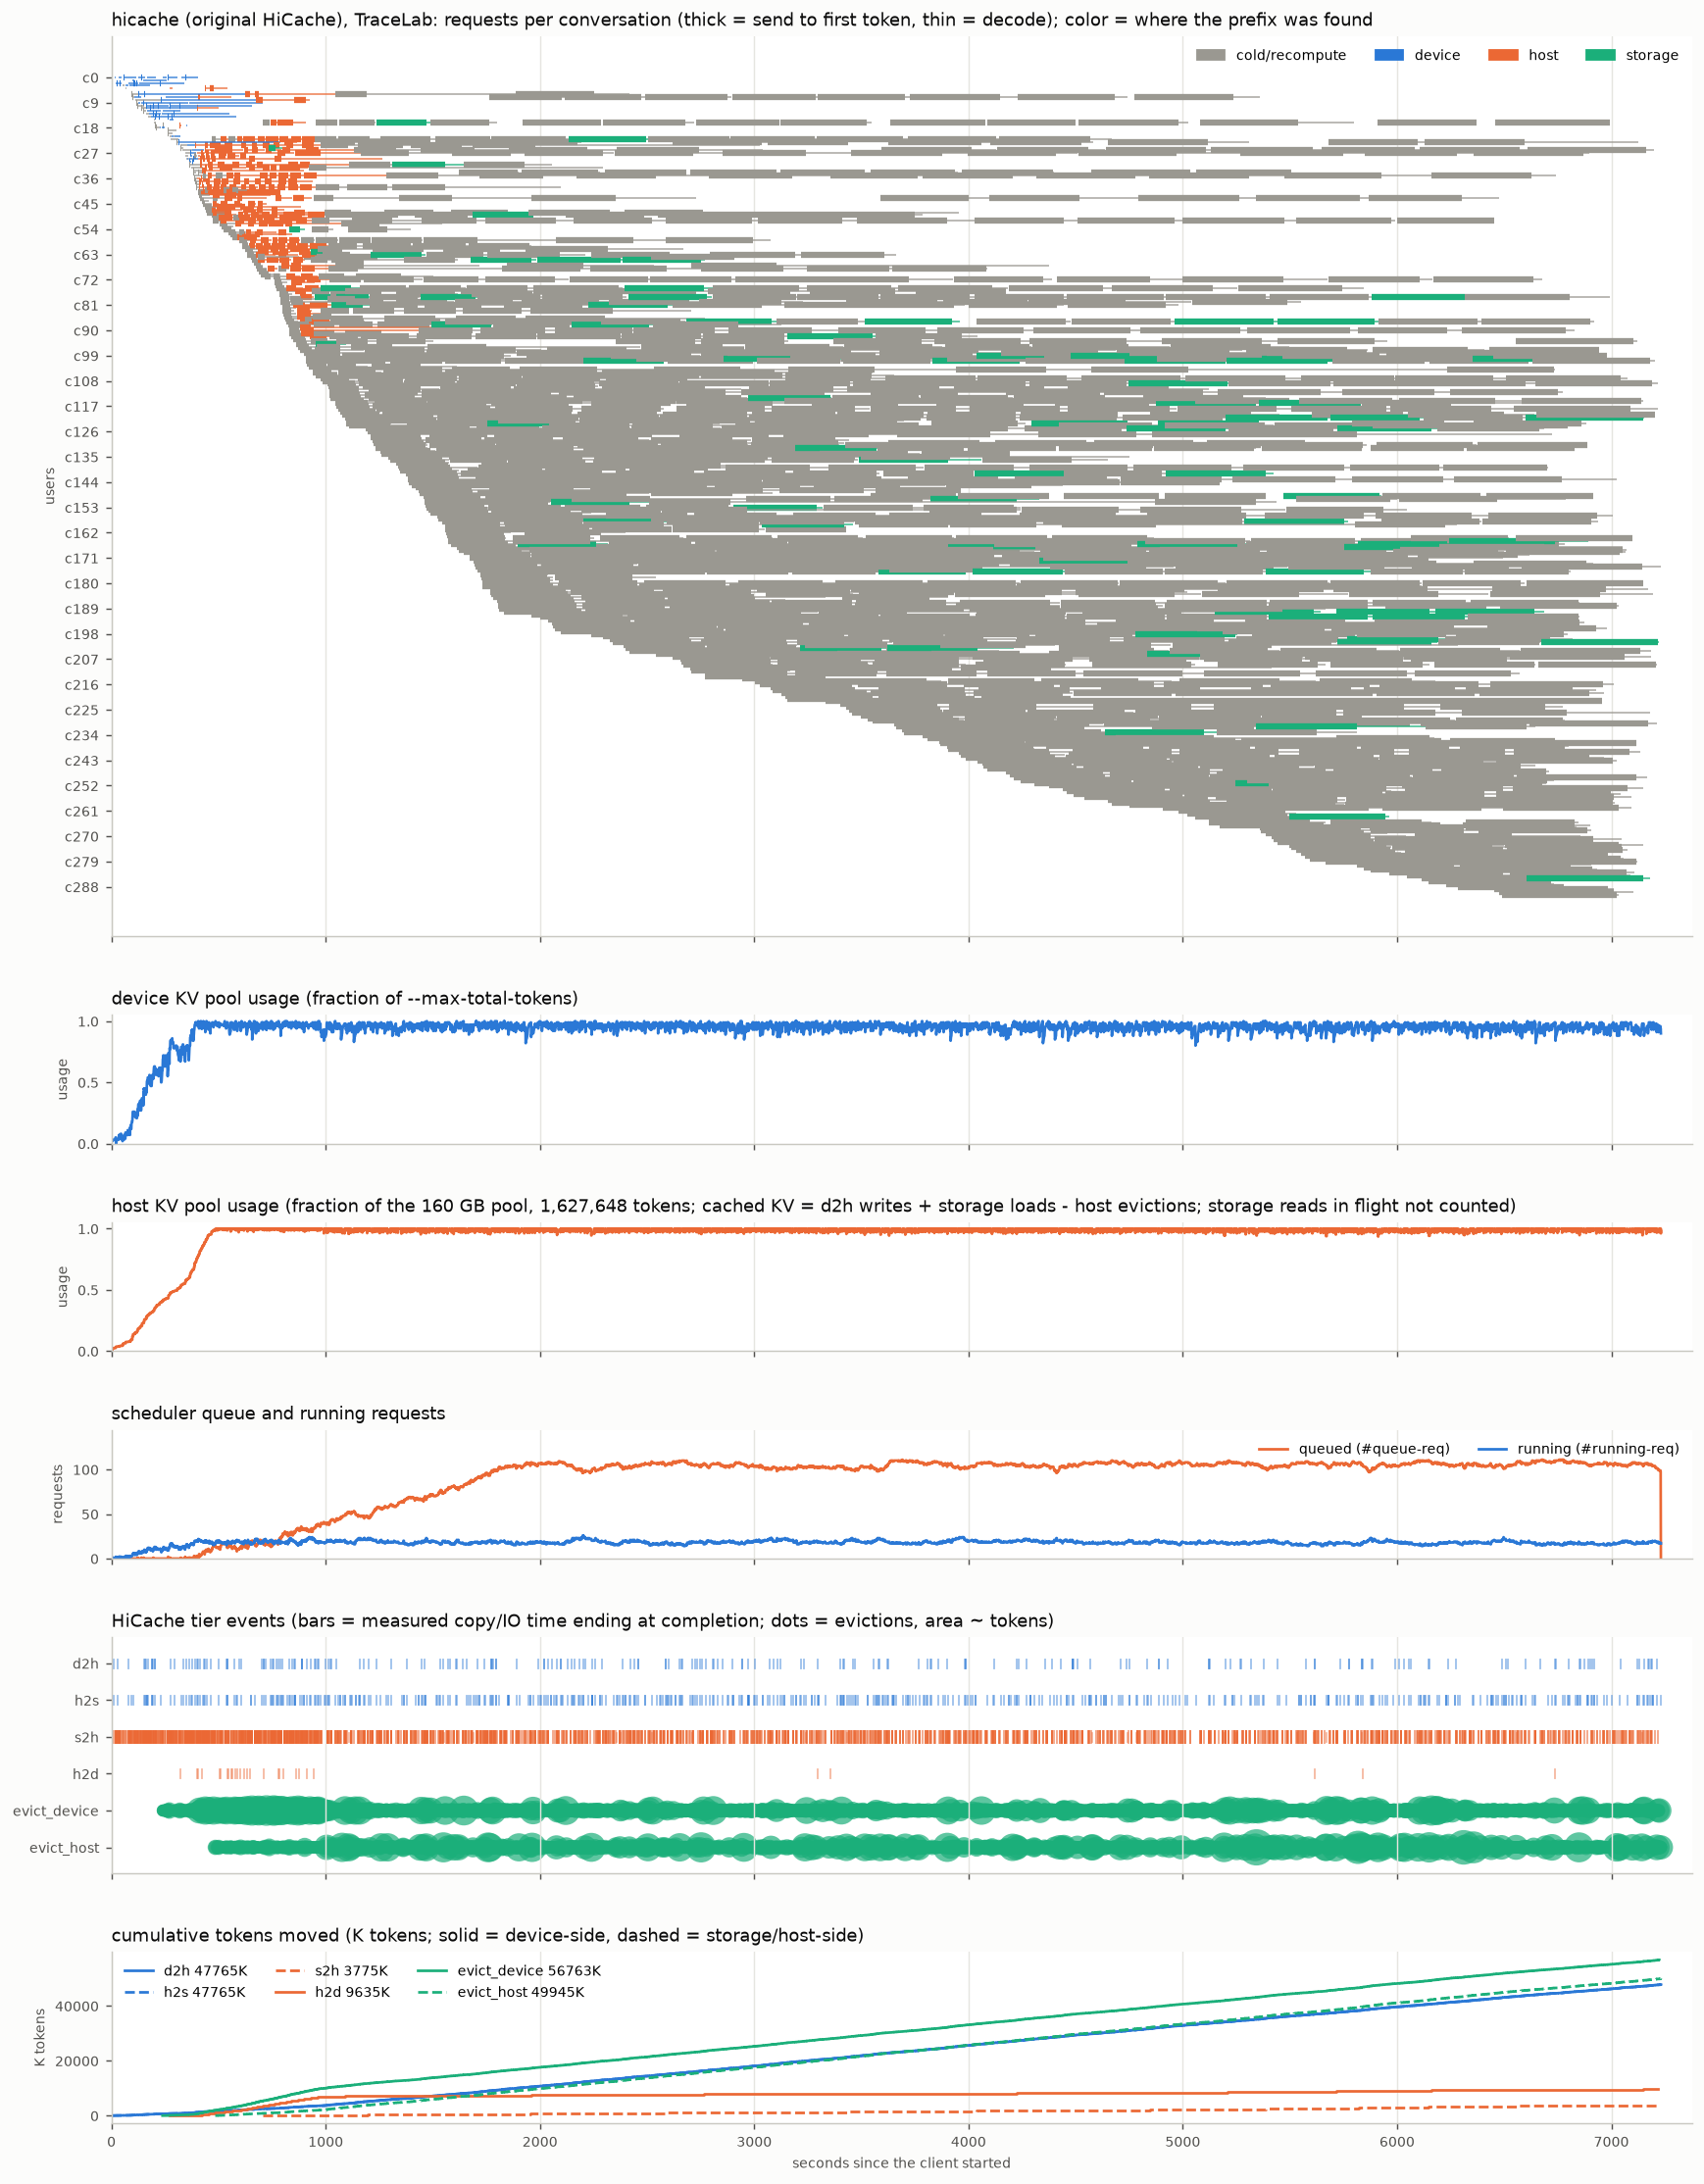 hicache (original HiCache), TraceLab: requests per conversation (thick = send to first token, thin = decode); color = where the prefix was found
cold/recompute device host storage
c0
c9
c18
c27
c36
c45
c54
c63
c72
c81
c90
c99
c108
c117
c126
c135
c144
c153
c162
c171
c180
c189
c198
c207
c216
c225
c234
c243
c252
c261
c270
c279
c288
users
device KV pool usage (fraction of --max-total-tokens)
1.0
0.5
0.0
usage
host KV pool usage (fraction of the 160 GB pool, 1,627,648 tokens; cached KV = d2h writes + storage loads - host evictions; storage reads in flight not counted)
1.0
0.5
0.0
usage
scheduler queue and running requests
queued (#queue-req) running (#running-req)
100
50
0
requests
HiCache tier events (bars = measured copy/IO time ending at completion; dots = evictions, area ~ tokens)
d2h
h2s
s2h
h2d
evict_device
evict_host
cumulative tokens moved (K tokens; solid = device-side, dashed = storage/host-side)
d2h 47765K s2h 3775K evict_device 56763K
h2s 47765K h2d 9635K evict_host 49945K
40000
20000
0
K tokens
0 1000 2000 3000 4000 5000 6000 7000
seconds since the client started